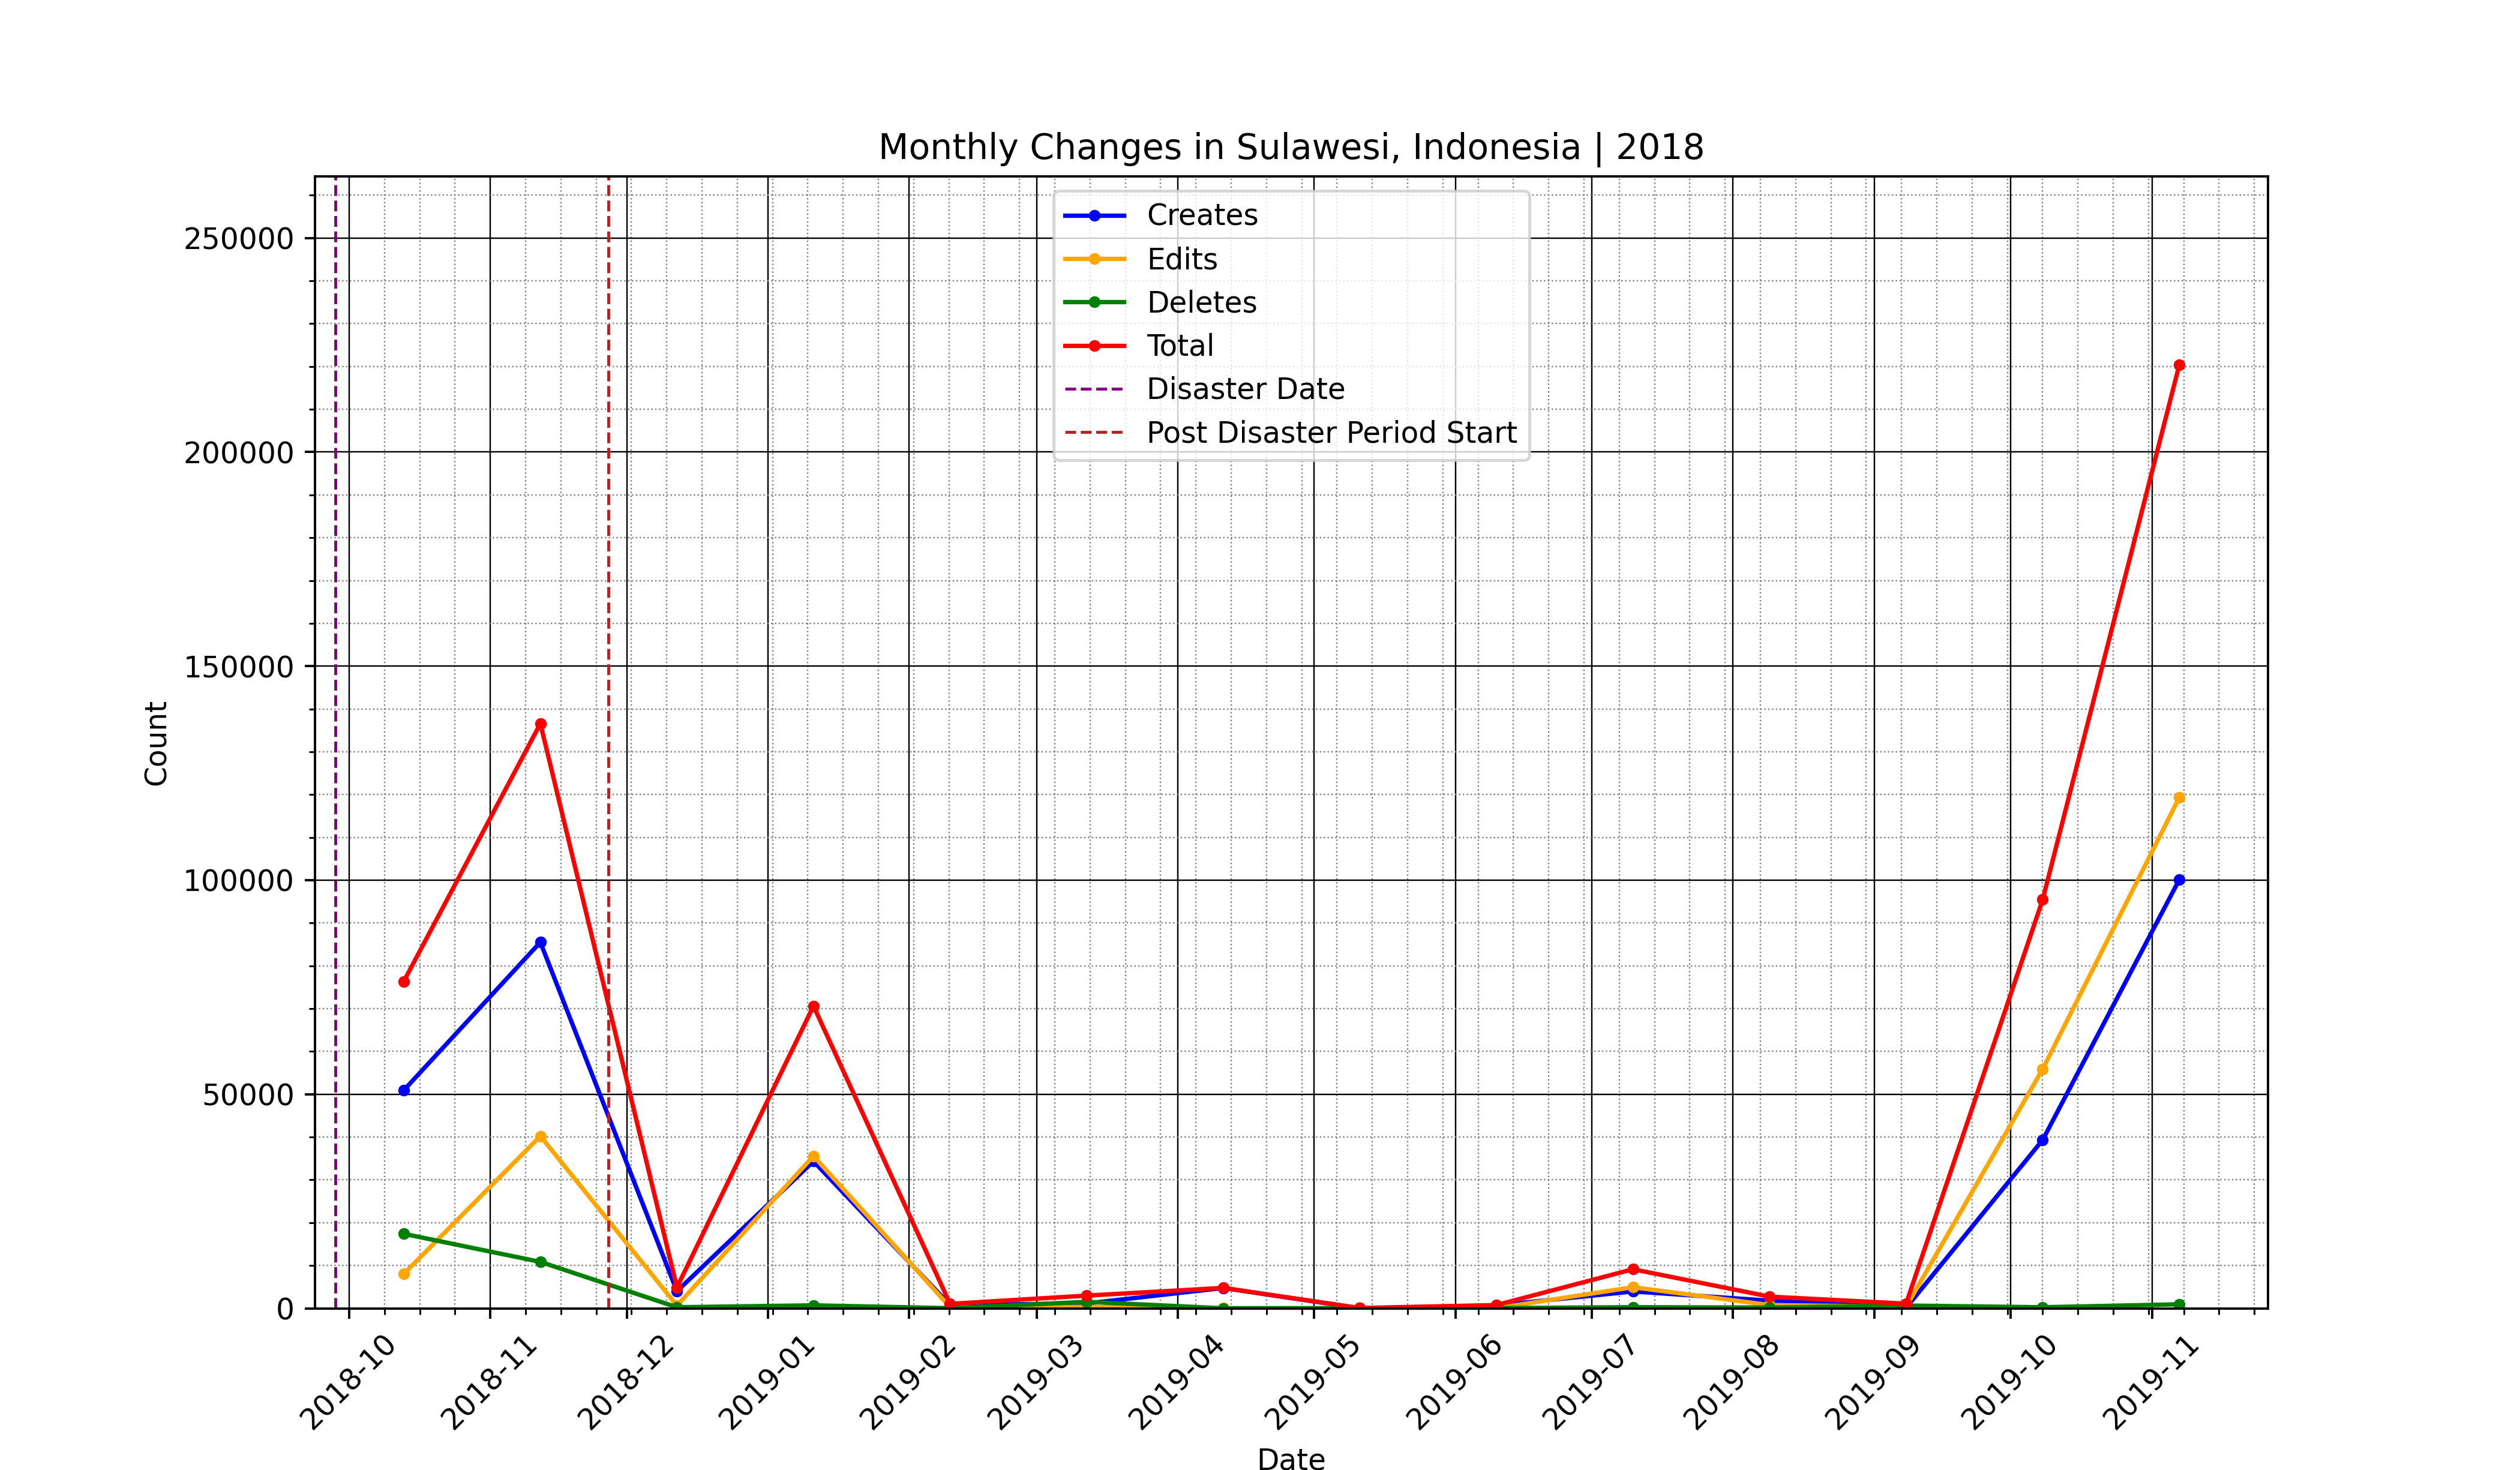 Monthly Changes in Sulawesi, Indonesia | 2018
Creates
Edits
Deletes
Total
Disaster Date
Post Disaster Period Start
Count
250000
200000
150000
100000
50000
0
2018-10
2018-11
2018-12
2019-01
2019-02
2019-03
2019-04
2019-05
2019-06
2019-07
2019-08
2019-09
2019-10
2019-11
Date